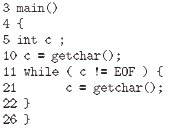 3 main()
4 {
5 int c ;
10 c = getchar();
11 while ( c != EOF ) {
21 c = getchar();
22 }
26 }